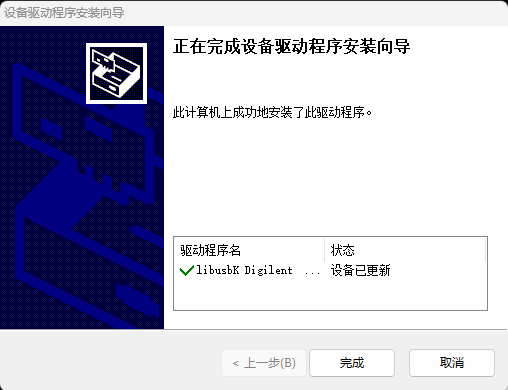 设备驱动程序安装向导
正在完成设备驱动程序安装向导
此计算机上成功地安装了此驱动程序。
驱动程序名 状态
libusbK Digilent ... 设备已更新
< 上一步(B) 完成 取消